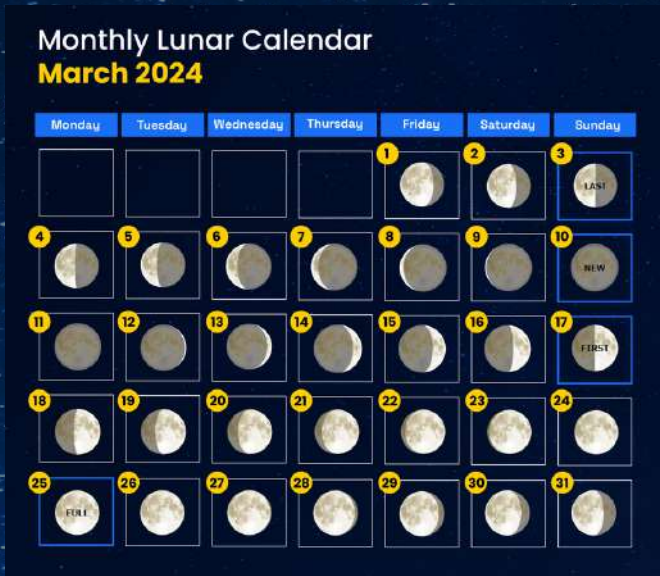 Monthly Lunar Calendar
March 2024
Monday Tuesday Wednesday Thursday Friday Saturday Sunday
1 2 3
LAST
4 5 6 7 8 9 10
NEW
11 12 13 14 15 16 17
FIRST
18 19 20 21 22 23 24
25 26 27 28 29 30 31
FULL